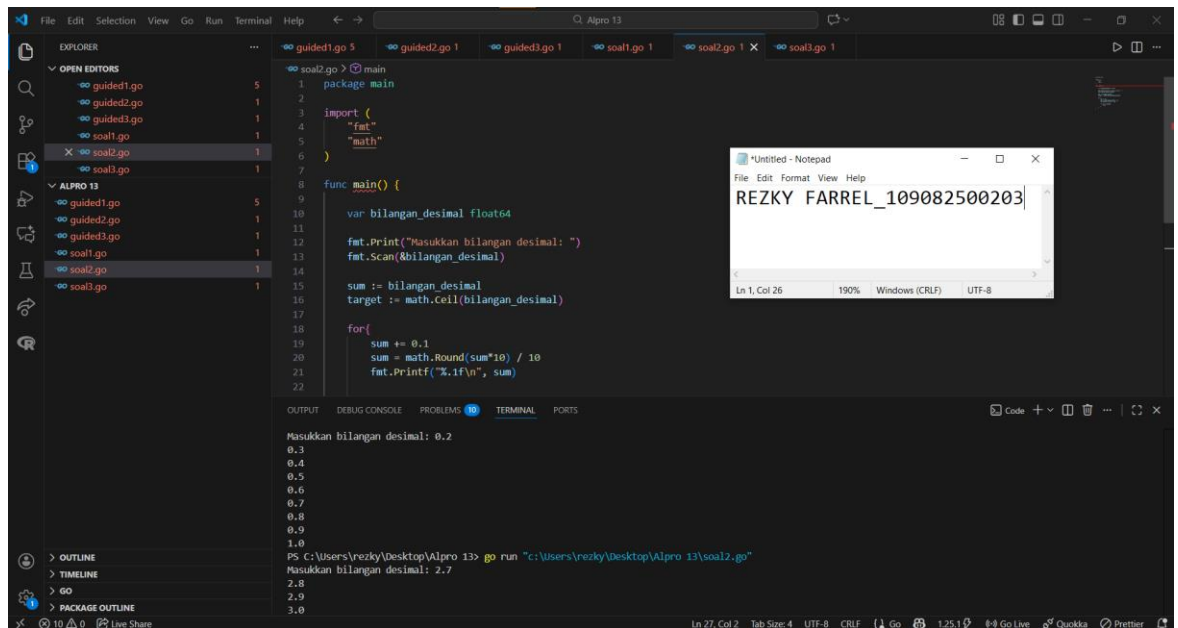 File Edit Selection View Go Run Terminal Help
Alpro 13
EXPLORER
OPEN EDITORS
guided1.go 5
guided2.go 1
guided3.go 1
soal1.go 1
soal2.go 1
soal3.go 1
ALPRO 13
guided1.go 5
guided2.go 1
guided3.go 1
soal1.go 1
soal2.go 1
soal3.go 1
OUTLINE
TIMELINE
GO
PACKAGE OUTLINE
guided1.go 5 guided2.go 1 guided3.go 1 soal1.go 1 soal2.go 1 soal3.go 1
soal2.go > main
1 package main
2
3 import (
4 "fmt"
5 "math"
6 )
7
8 func main() {
9
10 var bilangan_desimal float64
11
12 fmt.Print("Masukkan bilangan desimal: ")
13 fmt.Scan(&bilangan_desimal)
14
15 sum := bilangan_desimal
16 target := math.Ceil(bilangan_desimal)
17
18 for{
19 sum += 0.1
20 sum = math.Round(sum*10) / 10
21 fmt.Printf("%.1f\n", sum)
22
*Untitled - Notepad
File Edit Format View Help
REZKY FARREL_109082500203
Ln 1, Col 26 190% Windows (CRLF) UTF-8
OUTPUT DEBUG CONSOLE PROBLEMS 10 TERMINAL PORTS
Code
Masukkan bilangan desimal: 0.2
0.3
0.4
0.5
0.6
0.7
0.8
0.9
1.0
PS C:\Users\rezky\Desktop\Alpro 13> go run "c:\Users\rezky\Desktop\Alpro 13\soal2.go"
Masukkan bilangan desimal: 2.7
2.8
2.9
3.0
10 0 Live Share Ln 27, Col 2 Tab Size: 4 UTF-8 CRLF Go 1.25.1 Go Live Quokka Prettier